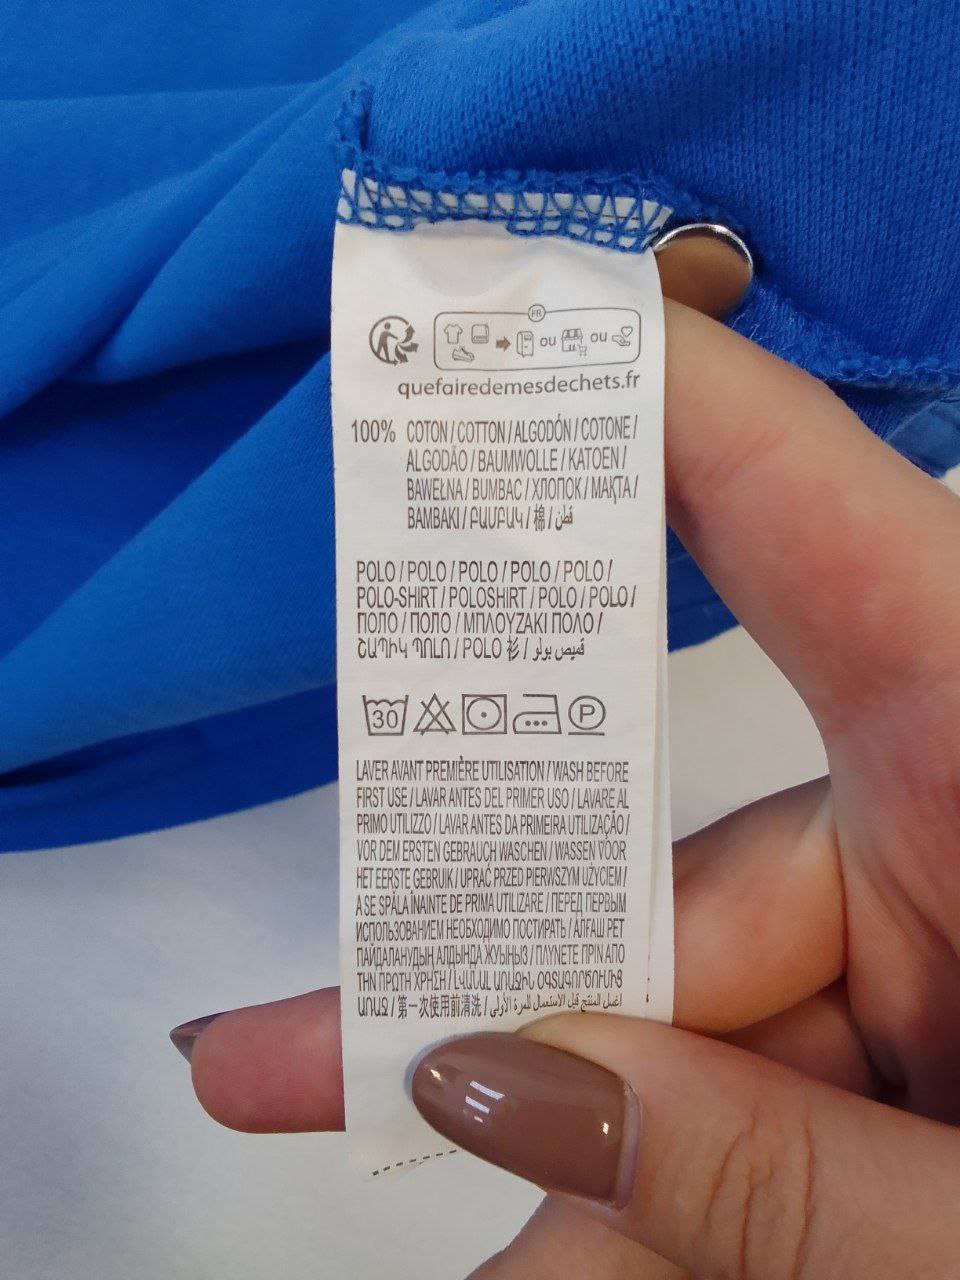 FR
ou ou
quefairedemesdechets.fr
100% COTON / COTTON / ALGODÓN / COTONE /
ALGODÃO / BAUMWOLLE / KATOEN /
BAWEŁNA / BUMBAC / ХЛОПОК / МАҚТА /
ΒΑΜΒΑΚΙ / ԲԱՄԲԱԿ / 棉 / قطن
POLO / POLO / POLO / POLO / POLO /
POLO-SHIRT / POLOSHIRT / POLO / POLO /
ПОЛО / ПОЛО / ΜΠΛΟΥΖΑΚΙ ΠΟΛΟ /
ՇԱՊԻԿ ՊՈԼՈ / POLO 衫 / قميص بولو
30 P
LAVER AVANT PREMIÈRE UTILISATION / WASH BEFORE
FIRST USE / LAVAR ANTES DEL PRIMER USO / LAVARE AL
PRIMO UTILIZZO / LAVAR ANTES DA PRIMEIRA UTILIZAÇÃO /
VOR DEM ERSTEN GEBRAUCH WASCHEN / WASSEN VÓÓR
HET EERSTE GEBRUIK / UPRAĆ PRZED PIERWSZYM UŻYCIEM /
A SE SPĂLA ÎNAINTE DE PRIMA UTILIZARE / ПЕРЕД ПЕРВЫМ
ИСПОЛЬЗОВАНИЕМ НЕОБХОДИМО ПОСТИРАТЬ / АЛҒАШ РЕТ
ПАЙДАЛАНУДЫҢ АЛДЫНДА ЖУЫҢЫЗ / ΠΛΥΝΕΤΕ ΠΡΙΝ ΑΠΟ
ΤΗΝ ΠΡΩΤΗ ΧΡΗΣΗ / ԼՎԱՆԱԼ ԱՌԱՋԻՆ ՕԳՏԱԳՈՐԾՈՒՄԻՑ
ԱՌԱՋ / 第一次使用前清洗 / اغسل المنتج قبل الاستعمال للمرة الأولى